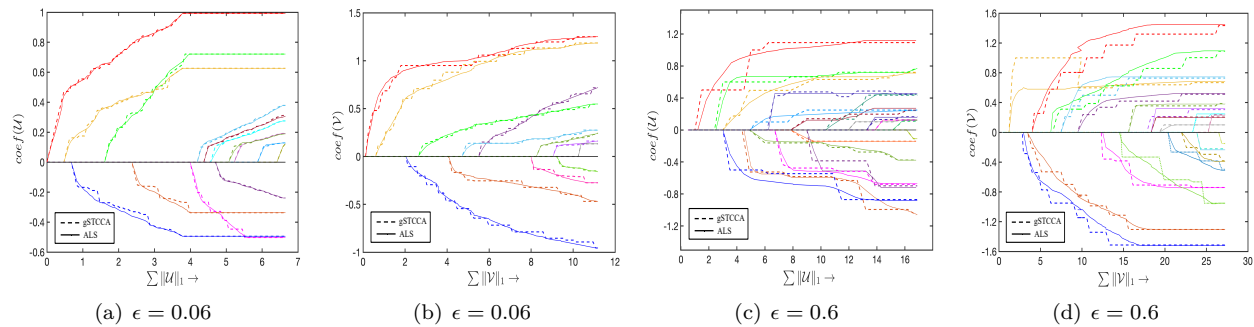 1
0.8
0.6
0.4
0.2
0
-0.2
-0.4
-0.6
coef(𝒰)
gSTCCA
ALS
0 1 2 3 4 5 6 7
∑ ‖𝒰‖₁ →
(a) ϵ = 0.06
1.5
1
0.5
0
-0.5
-1
coef(𝒱)
gSTCCA
ALS
0 2 4 6 8 10 12
∑ ‖𝒱‖₁ →
(b) ϵ = 0.06
1.2
0.8
0.4
0
-0.4
-0.8
-1.2
coef(𝒰)
gSTCCA
ALS
0 2 4 6 8 10 12 14 16
∑ ‖𝒰‖₁ →
(c) ϵ = 0.6
1.6
1.2
0.8
0.4
0
-0.4
-0.8
-1.2
-1.6
coef(𝒱)
gSTCCA
ALS
0 5 10 15 20 25 30
∑ ‖𝒱‖₁ →
(d) ϵ = 0.6